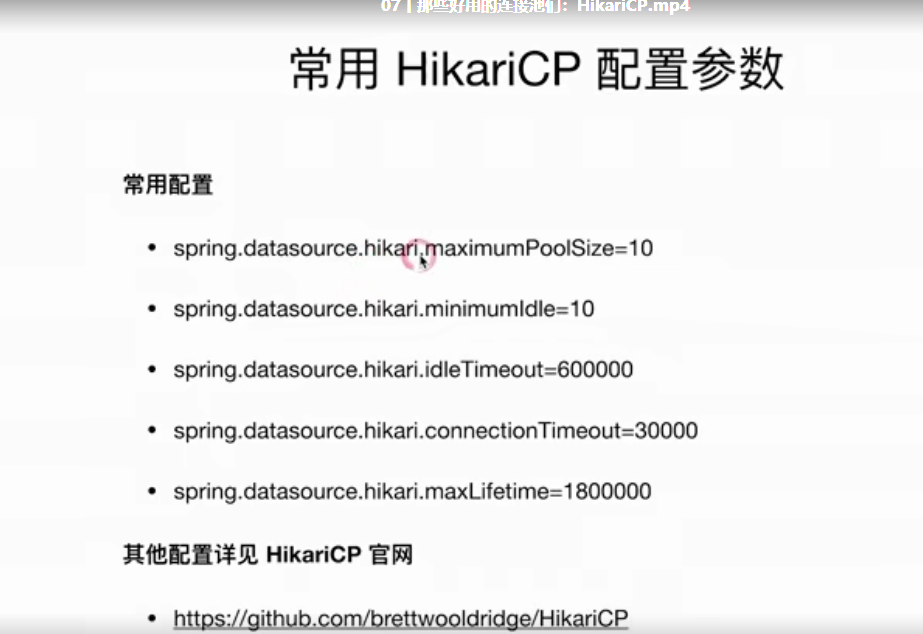 07 | 那些好用的连接池们：HikariCP.mp4
常用 HikariCP 配置参数
常用配置
• spring.datasource.hikari.maximumPoolSize=10
• spring.datasource.hikari.minimumIdle=10
• spring.datasource.hikari.idleTimeout=600000
• spring.datasource.hikari.connectionTimeout=30000
• spring.datasource.hikari.maxLifetime=1800000
其他配置详见 HikariCP 官网
• https://github.com/brettwooldridge/HikariCP